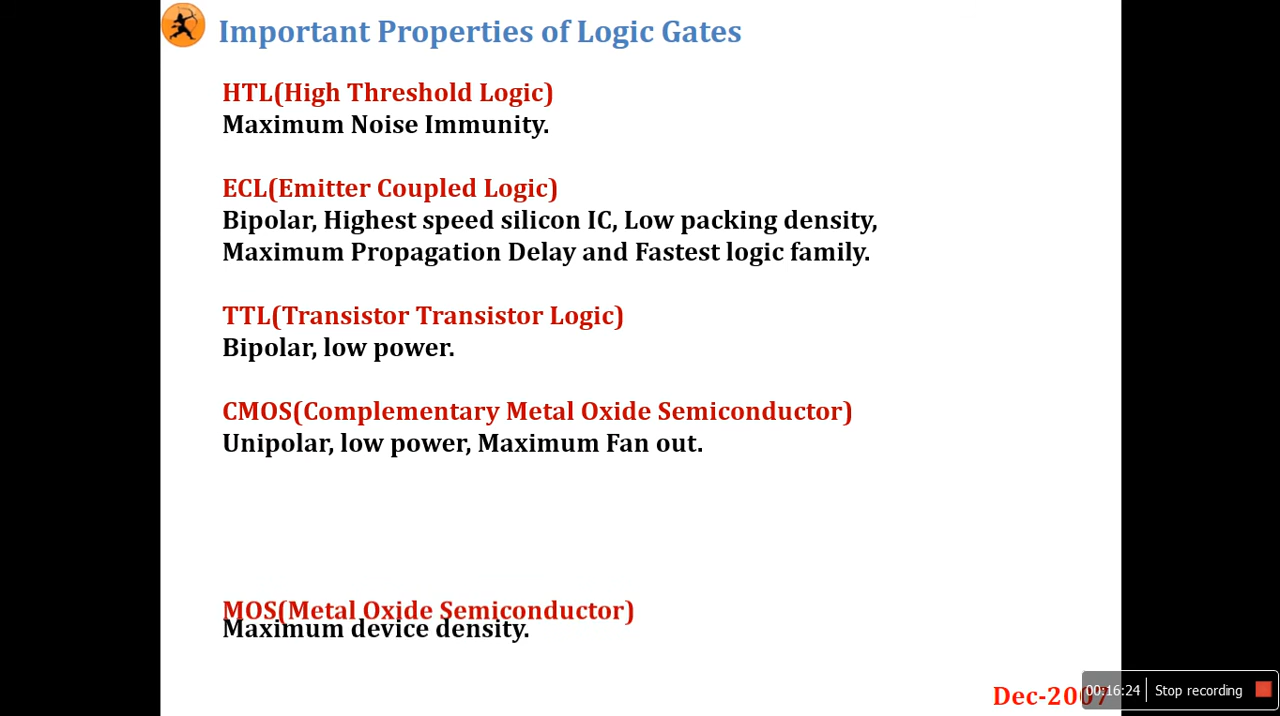 Important Properties of Logic Gates
HTL(High Threshold Logic)
Maximum Noise Immunity.
ECL(Emitter Coupled Logic)
Bipolar, Highest speed silicon IC, Low packing density,
Maximum Propagation Delay and Fastest logic family.
TTL(Transistor Transistor Logic)
Bipolar, low power.
CMOS(Complementary Metal Oxide Semiconductor)
Unipolar, low power, Maximum Fan out.
MOS(Metal Oxide Semiconductor)
Maximum device density.
Dec-2007
00:16:24 Stop recording